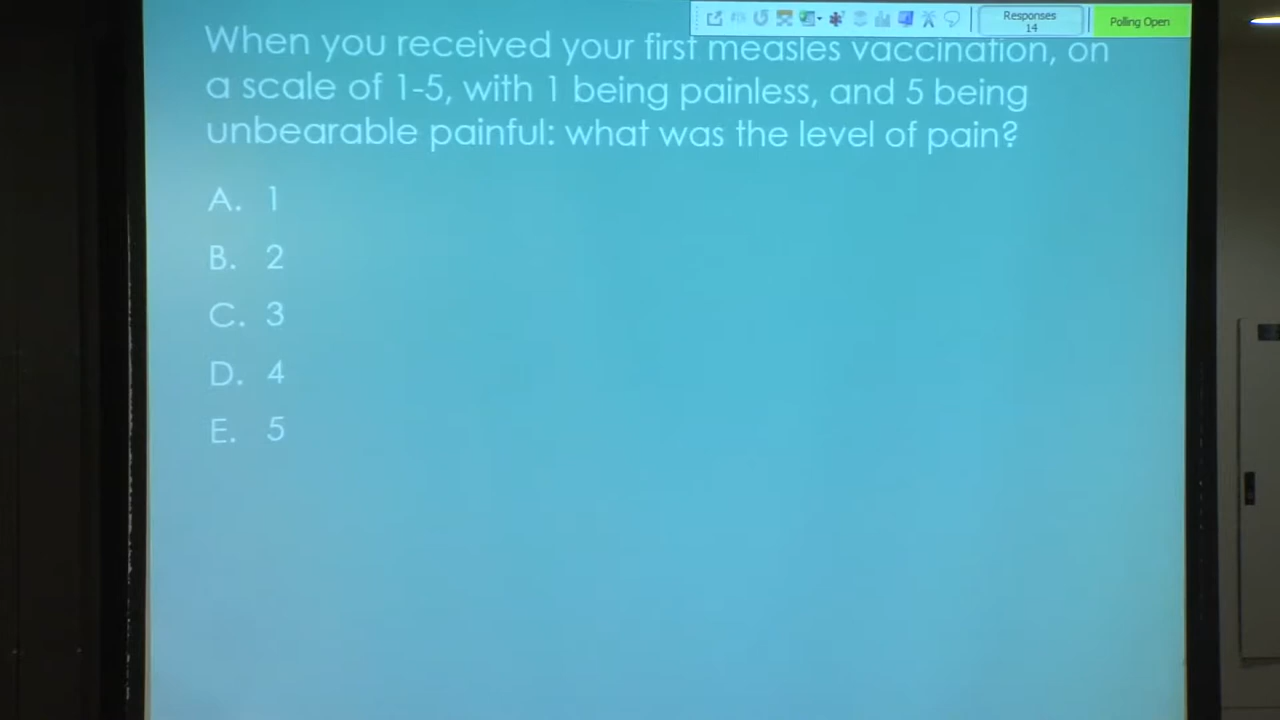 Responses
14
Polling Open
When you received your first measles vaccination, on
a scale of 1-5, with 1 being painless, and 5 being
unbearable painful: what was the level of pain?
A. 1
B. 2
C. 3
D. 4
E. 5